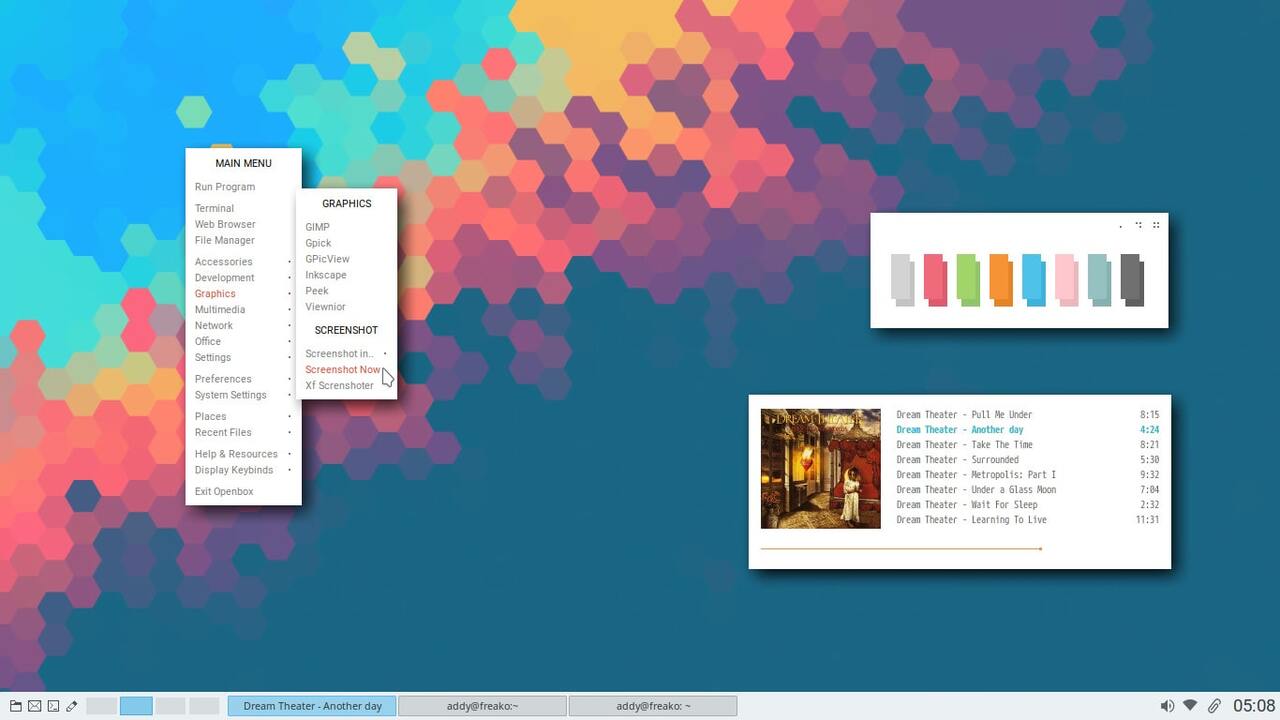 MAIN MENU
Run Program
Terminal
Web Browser
File Manager
Accessories
Development
Graphics
Multimedia
Network
Office
Settings
Preferences
System Settings
Places
Recent Files
Help & Resources
Display Keybinds
Exit Openbox
GRAPHICS
GIMP
Gpick
GPicView
Inkscape
Peek
Viewnior
SCREENSHOT
Screenshot in..
Screenshot Now
Xf Screnshoter
DREAM THEATER
Dream Theater - Pull Me Under 8:15
Dream Theater - Another day 4:24
Dream Theater - Take The Time 8:21
Dream Theater - Surrounded 5:30
Dream Theater - Metropolis: Part I 9:32
Dream Theater - Under a Glass Moon 7:04
Dream Theater - Wait For Sleep 2:32
Dream Theater - Learning To Live 11:31
Dream Theater - Another day
addy@freako:~
addy@freako: ~
05:08